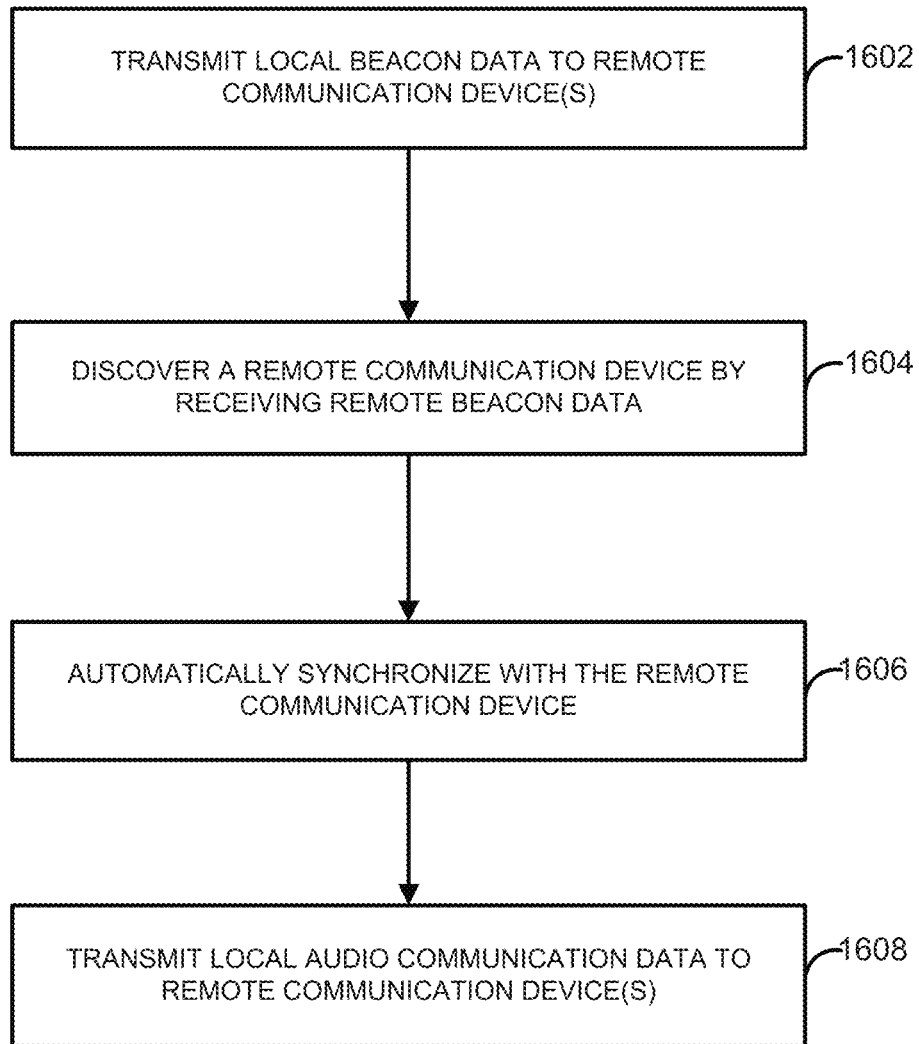 TRANSMIT LOCAL BEACON DATA TO REMOTE
COMMUNICATION DEVICE(S)
1602
DISCOVER A REMOTE COMMUNICATION DEVICE BY
RECEIVING REMOTE BEACON DATA
1604
AUTOMATICALLY SYNCHRONIZE WITH THE REMOTE
COMMUNICATION DEVICE
1606
TRANSMIT LOCAL AUDIO COMMUNICATION DATA TO
REMOTE COMMUNICATION DEVICE(S)
1608